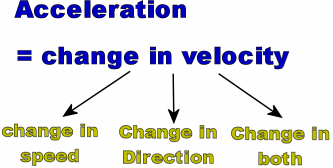 Acceleration
= change in velocity
change in
speed
Change in
Direction
Change in
both